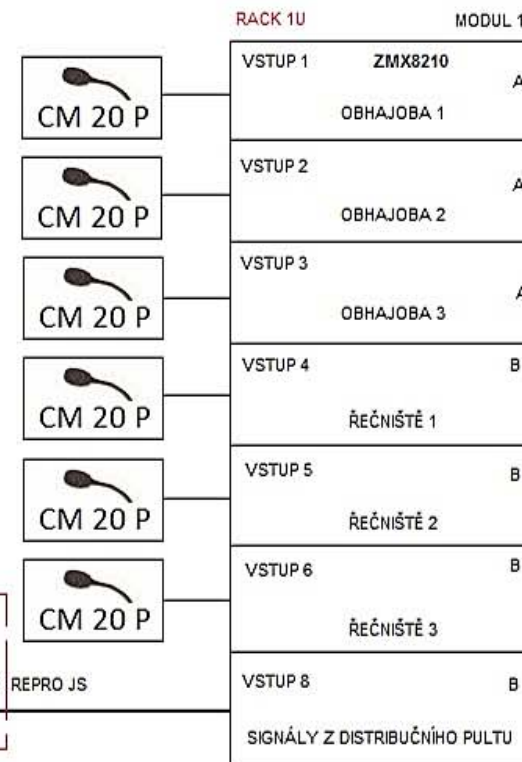 RACK 1U MODUL 1
VSTUP 1 ZMX8210
A
CM 20 P OBHAJOBA 1
VSTUP 2
A
CM 20 P OBHAJOBA 2
VSTUP 3
A
CM 20 P OBHAJOBA 3
VSTUP 4 B
CM 20 P ŘEČNIŠTĚ 1
VSTUP 5 B
CM 20 P ŘEČNIŠTĚ 2
VSTUP 6 B
CM 20 P ŘEČNIŠTĚ 3
REPRO JS VSTUP 8 B
SIGNÁLY Z DISTRIBUČNÍHO PULTU